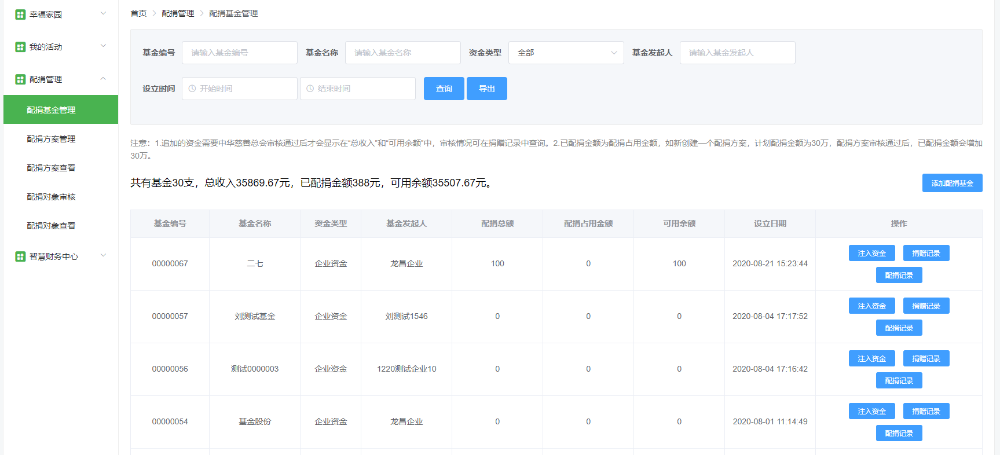 幸福家园
我的活动
配捐管理
配捐基金管理
配捐方案管理
配捐方案查看
配捐对象审核
配捐对象查看
智慧财务中心
首页 配捐管理 配捐基金管理
基金编号 请输入基金编号 基金名称 请输入基金名称 资金类型 全部 基金发起人 请输入基金发起人
设立时间 开始时间 结束时间 查询 导出
注意：1.追加的资金需要中华慈善总会审核通过后才会显示在“总收入”和“可用余额”中，审核情况可在捐赠记录中查询。2.已配捐金额为配捐占用金额，如新创建一个配捐方案，计划配捐金额为30万，配捐方案审核通过后，已配捐金额会增加
30万。
共有基金30支，总收入35869.67元，已配捐金额388元，可用余额35507.67元。 添加配捐基金
基金编号 基金名称 资金类型 基金发起人 配捐总额 配捐占用金额 可用余额 设立日期 操作
00000067 二七 企业资金 龙昌企业 100 0 100 2020-08-21 15:23:44 注入资金 捐赠记录
配捐记录
00000057 刘测试基金 企业资金 刘测试1546 0 0 0 2020-08-04 17:17:52 注入资金 捐赠记录
配捐记录
00000056 测试0000003 企业资金 1220测试企业10 0 0 0 2020-08-04 17:16:42 注入资金 捐赠记录
配捐记录
00000054 基金股份 企业资金 龙昌企业 0 0 0 2020-08-01 11:14:49 注入资金 捐赠记录
配捐记录